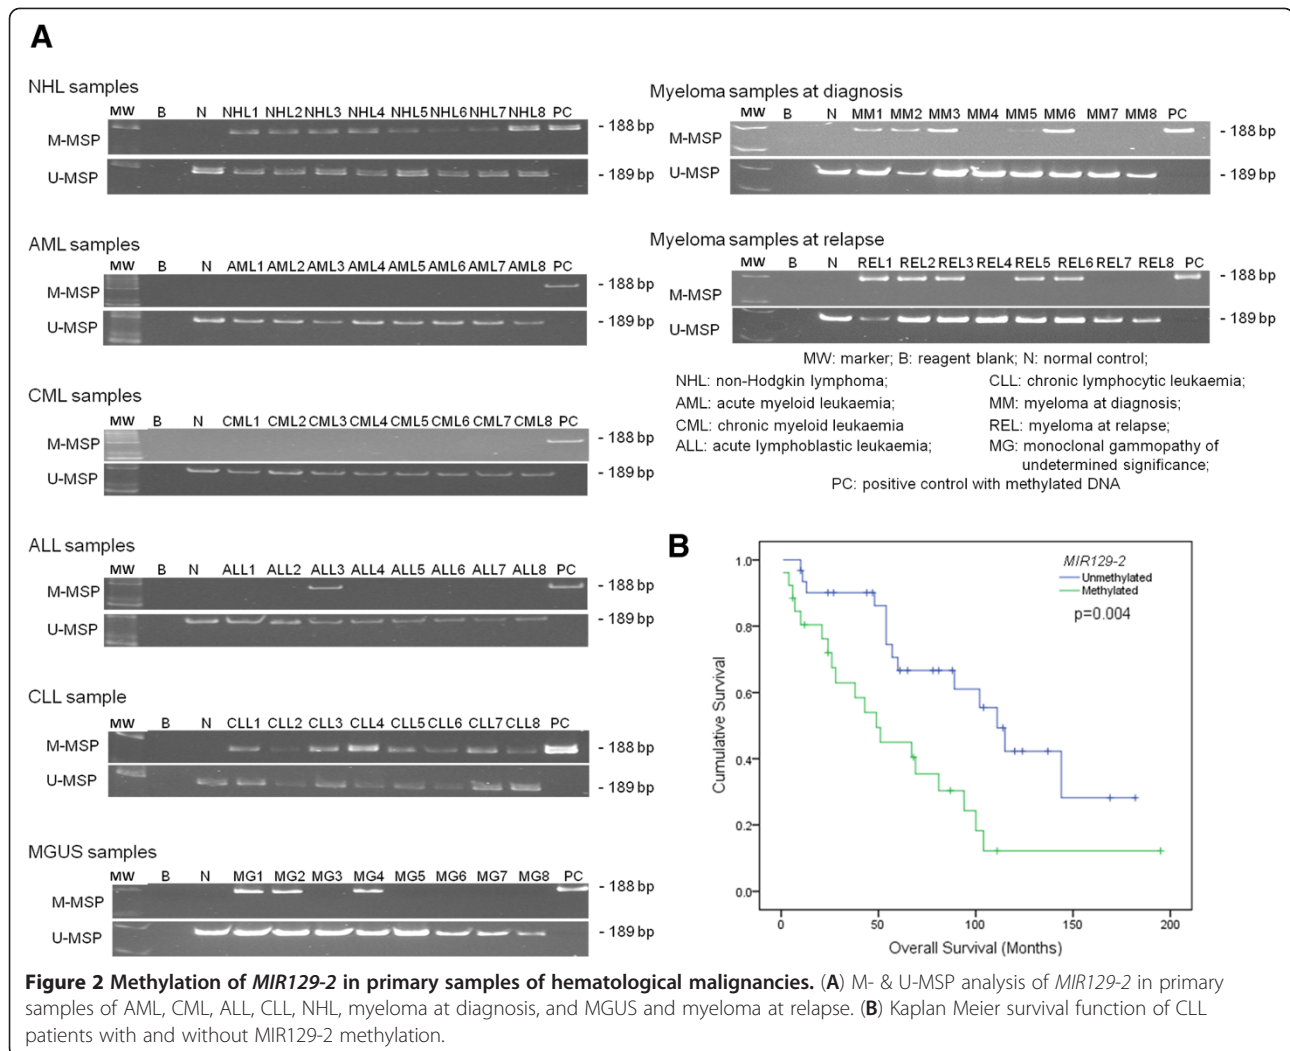 A
NHL samples
MW B N NHL1 NHL2 NHL3 NHL4 NHL5 NHL6 NHL7 NHL8 PC
M-MSP - 188 bp
U-MSP - 189 bp
AML samples
MW B N AML1 AML2 AML3 AML4 AML5 AML6 AML7 AML8 PC
M-MSP - 188 bp
U-MSP - 189 bp
CML samples
MW B N CML1 CML2 CML3 CML4 CML5 CML6 CML7 CML8 PC
M-MSP - 188 bp
U-MSP - 189 bp
ALL samples
MW B N ALL1 ALL2 ALL3 ALL4 ALL5 ALL6 ALL7 ALL8 PC
M-MSP - 188 bp
U-MSP - 189 bp
CLL sample
MW B N CLL1 CLL2 CLL3 CLL4 CLL5 CLL6 CLL7 CLL8 PC
M-MSP - 188 bp
U-MSP - 189 bp
MGUS samples
MW B N MG1 MG2 MG3 MG4 MG5 MG6 MG7 MG8 PC
M-MSP - 188 bp
U-MSP - 189 bp
Myeloma samples at diagnosis
MW B N MM1 MM2 MM3 MM4 MM5 MM6 MM7 MM8 PC
M-MSP - 188 bp
U-MSP - 189 bp
Myeloma samples at relapse
MW B N REL1 REL2 REL3 REL4 REL5 REL6 REL7 REL8 PC
M-MSP - 188 bp
U-MSP - 189 bp
MW: marker; B: reagent blank; N: normal control;
NHL: non-Hodgkin lymphoma; CLL: chronic lymphocytic leukaemia;
AML: acute myeloid leukaemia; MM: myeloma at diagnosis;
CML: chronic myeloid leukaemia REL: myeloma at relapse;
ALL: acute lymphoblastic leukaemia; MG: monoclonal gammopathy of
undetermined significance;
PC: positive control with methylated DNA
B
MIR129-2
Unmethylated
Methylated
p=0.004
Cumulative Survival
1.0
0.8
0.6
0.4
0.2
0.0
0 50 100 150 200
Overall Survival (Months)
Figure 2 Methylation of MIR129-2 in primary samples of hematological malignancies. (A) M- & U-MSP analysis of MIR129-2 in primary
samples of AML, CML, ALL, CLL, NHL, myeloma at diagnosis, and MGUS and myeloma at relapse. (B) Kaplan Meier survival function of CLL
patients with and without MIR129-2 methylation.